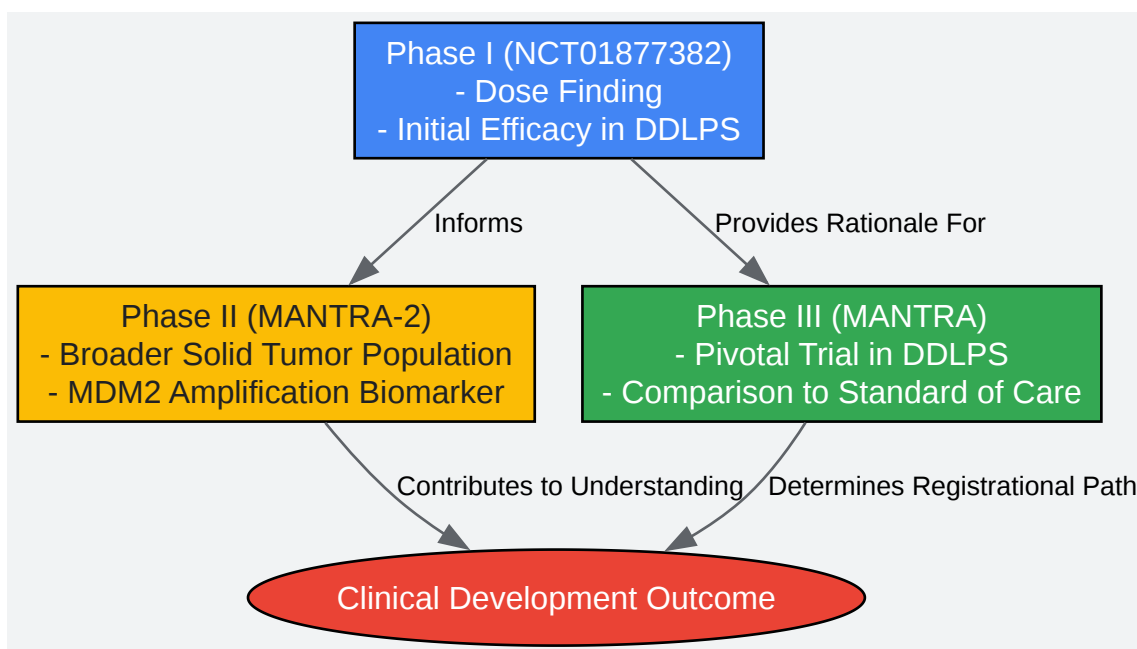 Phase I (NCT01877382)
- Dose Finding
- Initial Efficacy in DDLPS
Informs
Provides Rationale For
Phase II (MANTRA-2)
- Broader Solid Tumor Population
- MDM2 Amplification Biomarker
Phase III (MANTRA)
- Pivotal Trial in DDLPS
- Comparison to Standard of Care
Contributes to Understanding
Determines Registrational Path
Clinical Development Outcome